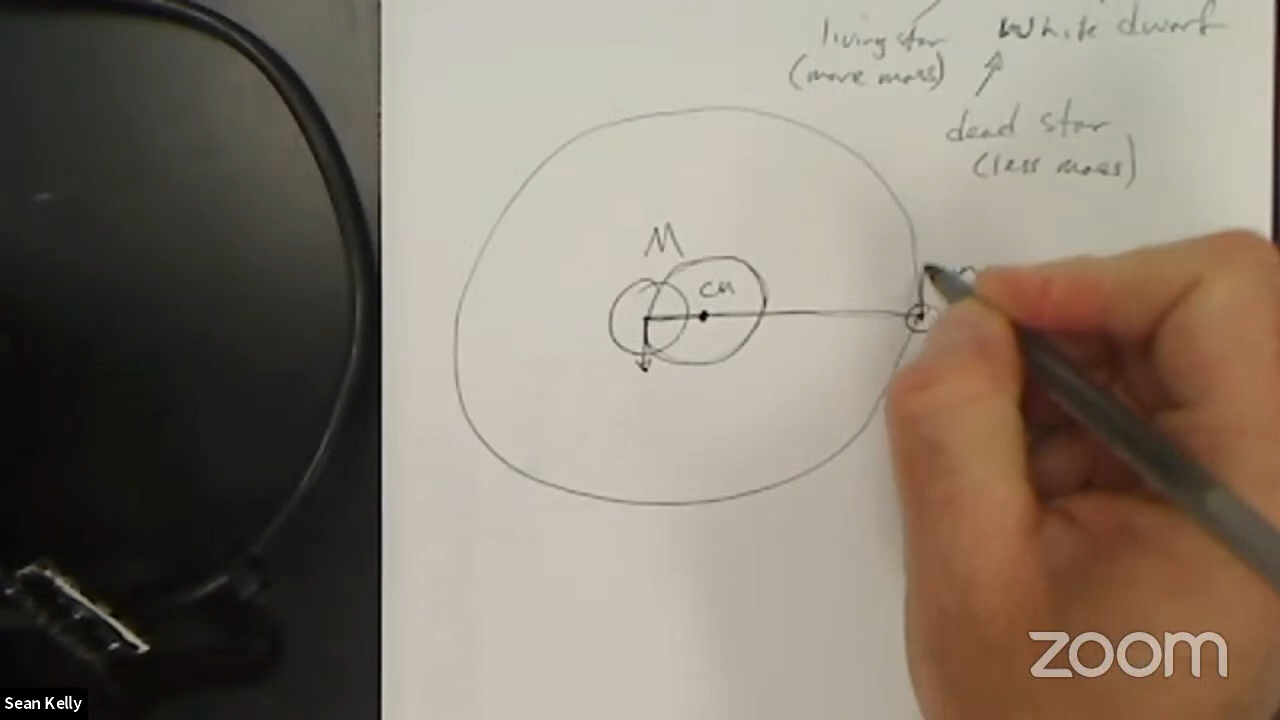 living star
(more mass)
White dwarf
dead star
(less mass)
M
CM
m
zoom
Sean Kelly